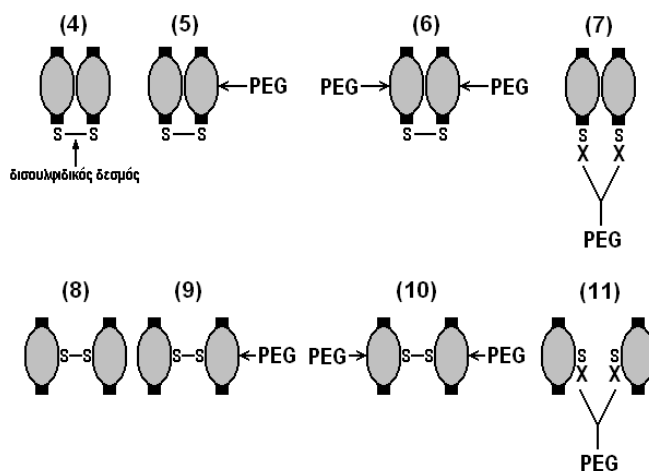 (4) (5) (6) (7)
PEG PEG PEG
S S S S S S S S
X X
δισουλφιδικός δεσμός
PEG
(8) (9) (10) (11)
S S S S S S S S
PEG PEG PEG
X X
PEG